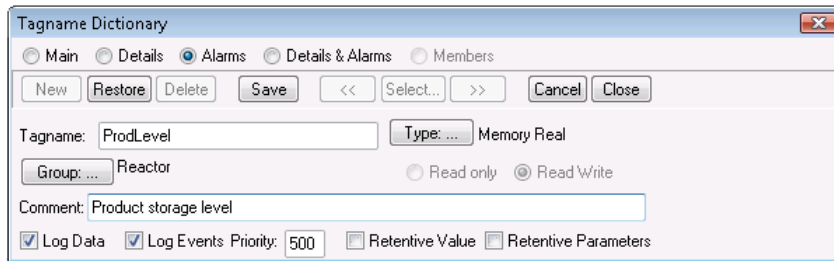 Tagname Dictionary
Main Details Alarms Details & Alarms Members
New Restore Delete Save << Select... >> Cancel Close
Tagname: ProdLevel Type: ... Memory Real
Group: ... Reactor Read only Read Write
Comment: Product storage level
Log Data Log Events Priority: 500 Retentive Value Retentive Parameters